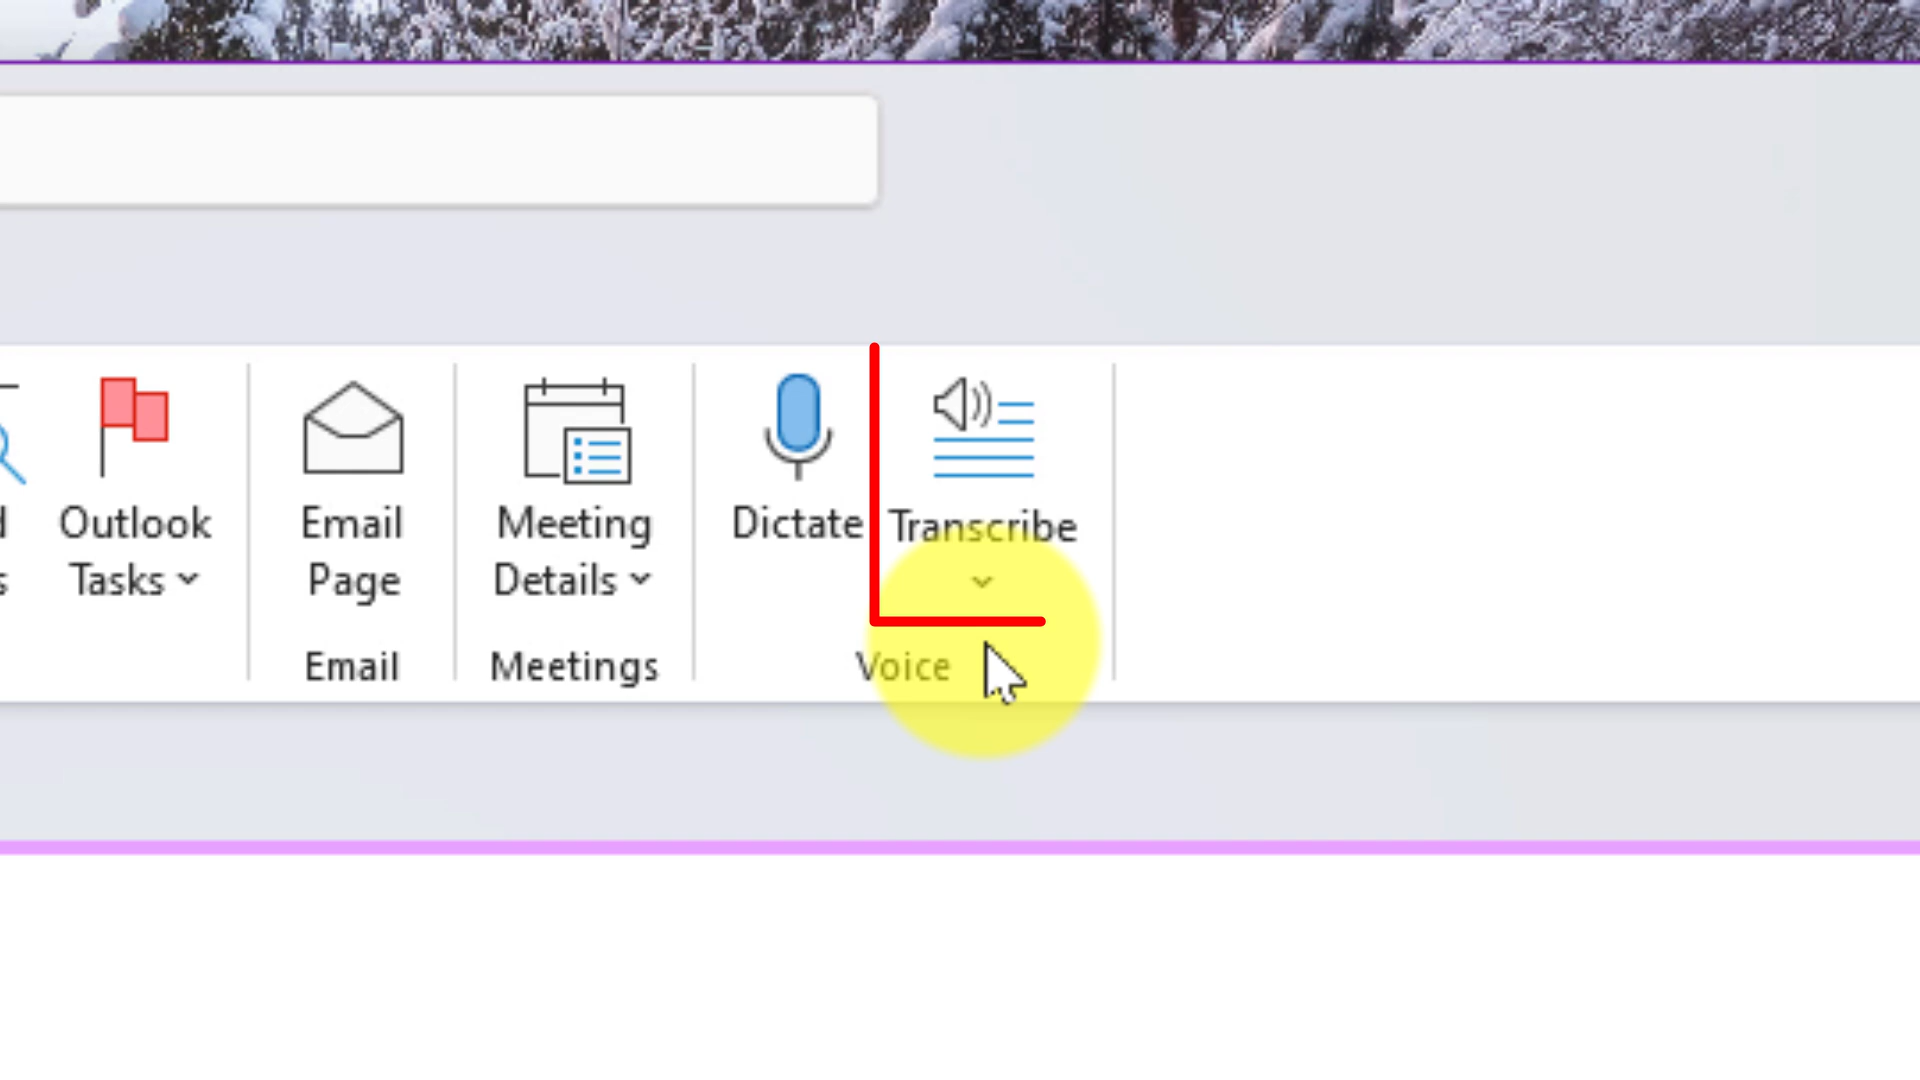 Outlook
Tasks
Email
Page
Meeting
Details
Dictate
Transcribe
Email
Meetings
Voice